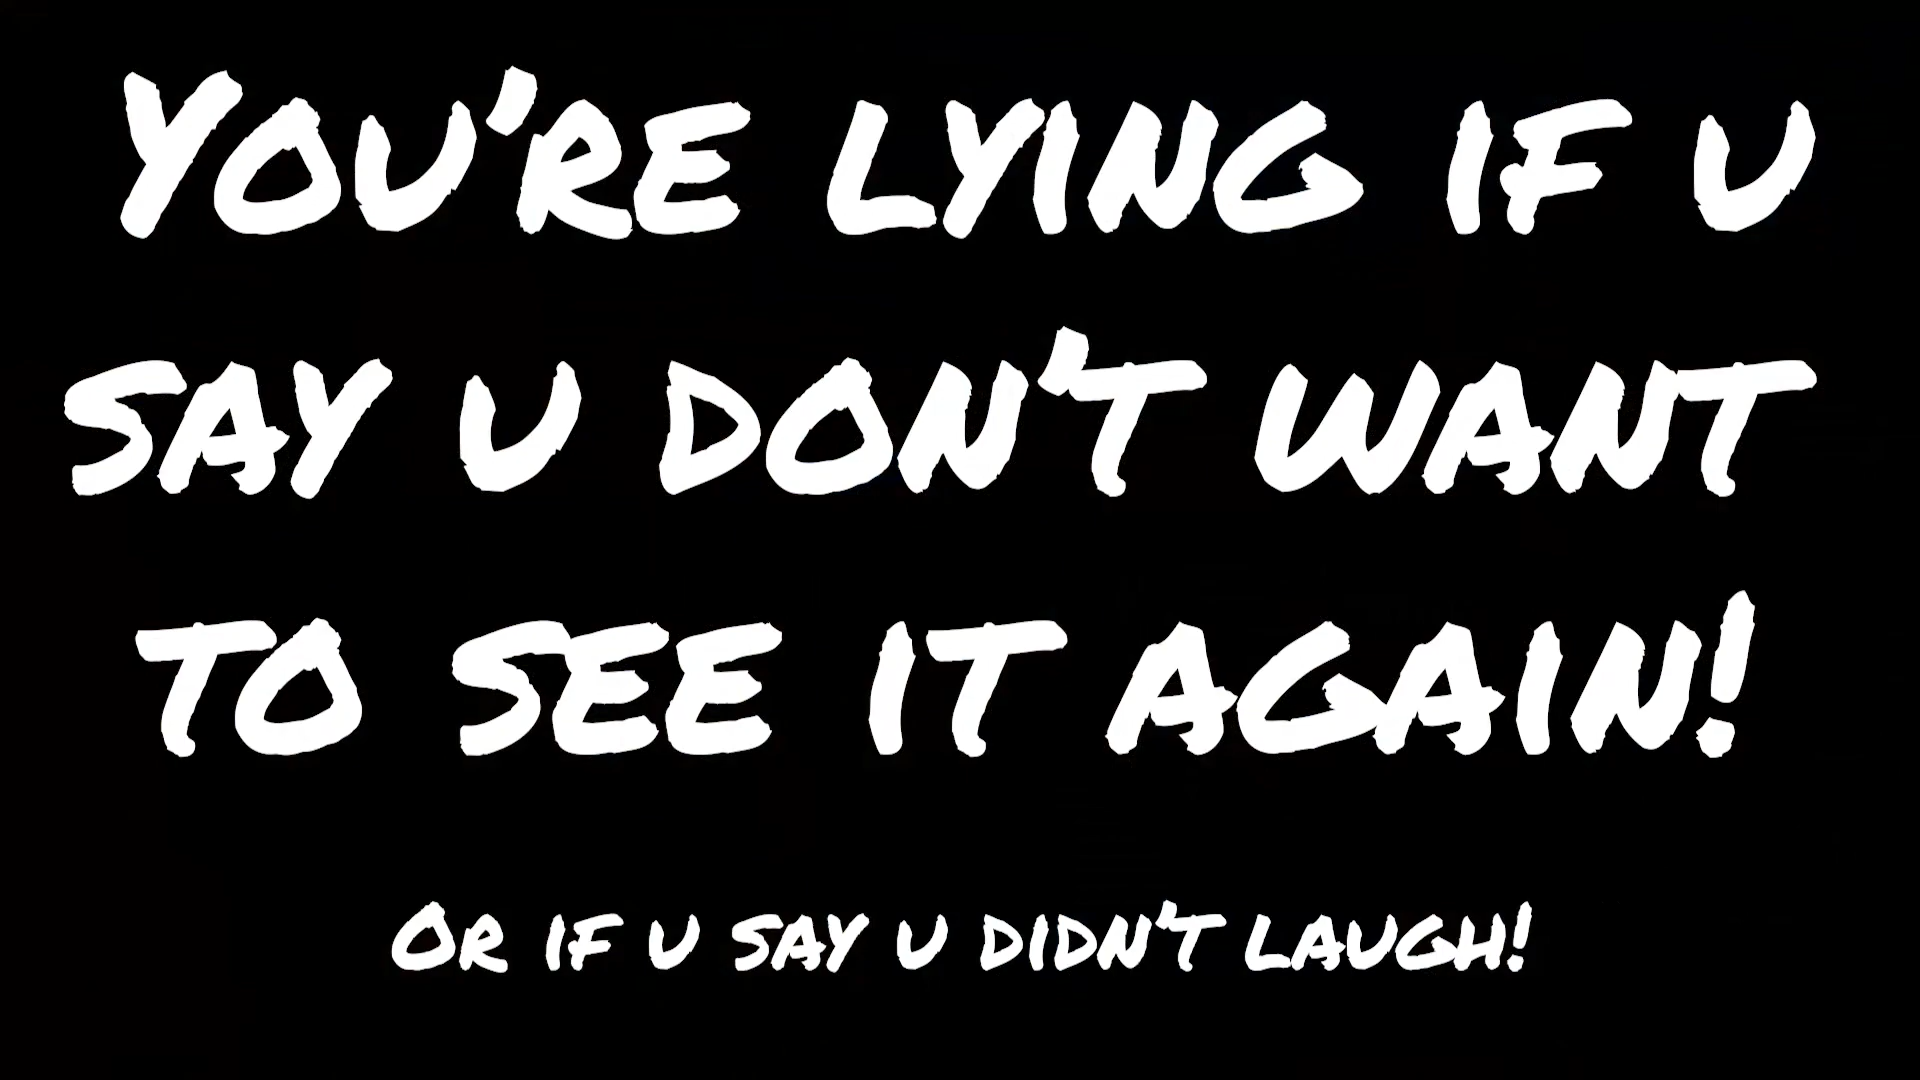 You're lying if u
say u don't want
to see it again!
Or if u say u didn't laugh!